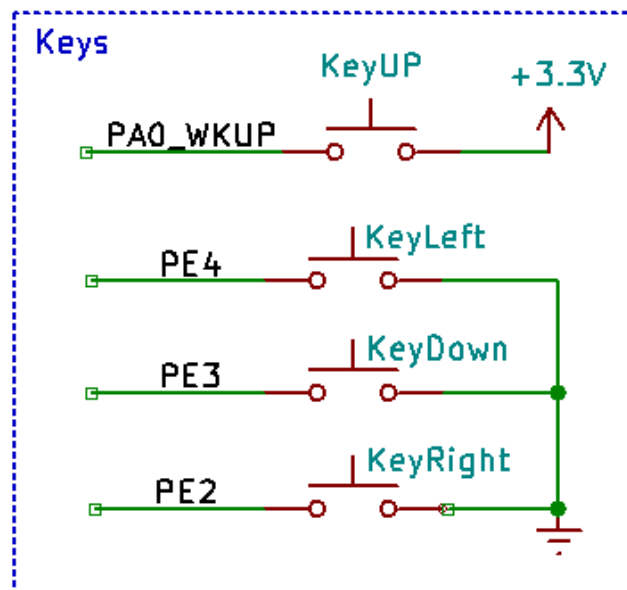 Keys
KeyUP
+3.3V
PA0_WKUP
KeyLeft
PE4
KeyDown
PE3
KeyRight
PE2